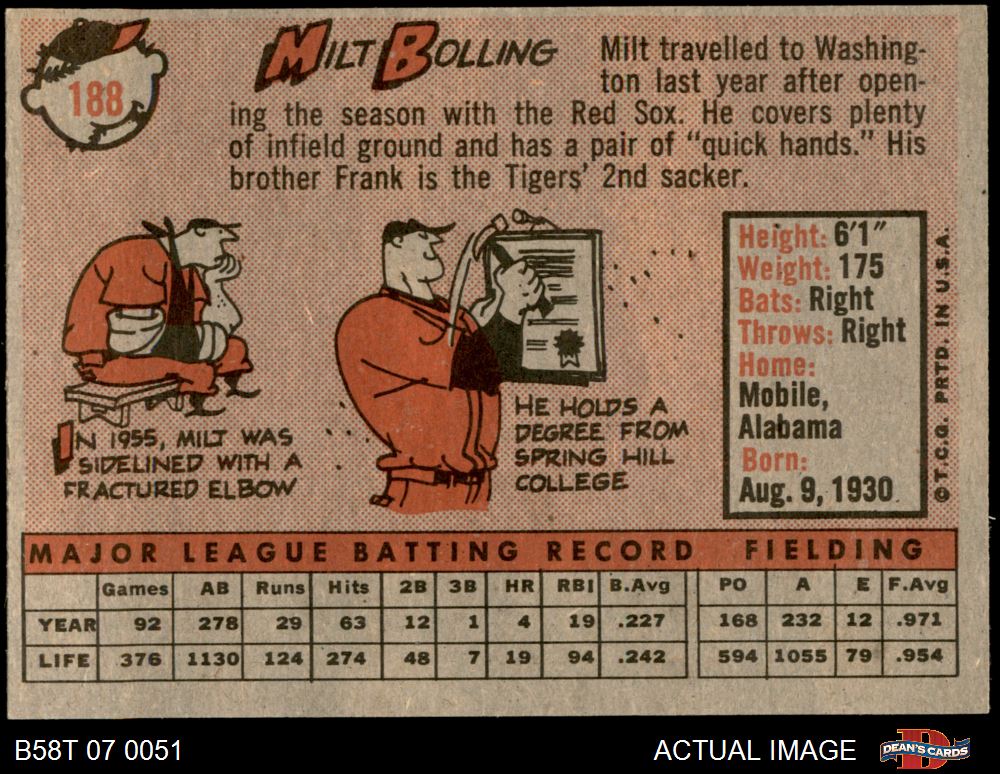 188
MILT BOLLING
Milt travelled to Washing-
ton last year after open-
ing the season with the Red Sox. He covers plenty
of infield ground and has a pair of “quick hands.” His
brother Frank is the Tigers’ 2nd sacker.
IN 1955, MILT WAS
SIDELINED WITH A
FRACTURED ELBOW
HE HOLDS A
DEGREE FROM
SPRING HILL
COLLEGE
Height: 6'1"
Weight: 175
Bats: Right
Throws: Right
Home:
Mobile,
Alabama
Born:
Aug. 9, 1930
© T.C.G. PRTD. IN U.S.A.
MAJOR LEAGUE BATTING RECORD FIELDING
Games AB Runs Hits 2B 3B HR RBI B.Avg PO A E F.Avg
YEAR 92 278 29 63 12 1 4 19 .227 168 232 12 .971
LIFE 376 1130 124 274 48 7 19 94 .242 594 1055 79 .954
B58T 07 0051 ACTUAL IMAGE DEAN'S CARDS